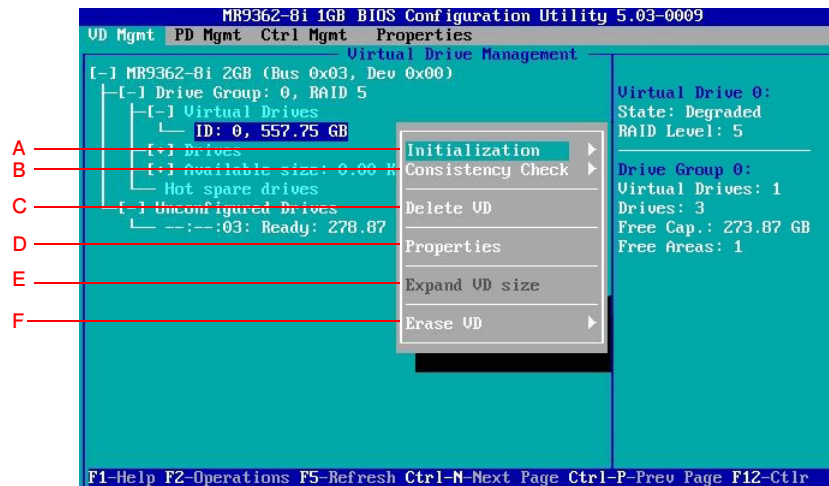 MR9362-8i 1GB BIOS Configuration Utility 5.03-0009
VD Mgmt PD Mgmt Ctrl Mgmt Properties
Virtual Drive Management
[-] MR9362-8i 2GB (Bus 0x03, Dev 0x00)
[-] Drive Group: 0, RAID 5
[-] Virtual Drives
ID: 0, 557.75 GB
[+] Drives
[+] Available size: 0.00 K
Hot spare drives
[-] Unconfigured Drives
--:--:03: Ready: 278.87
A
B
C
D
E
F
Initialization
Consistency Check
Delete VD
Properties
Expand VD size
Erase VD
Virtual Drive 0:
State: Degraded
RAID Level: 5
Drive Group 0:
Virtual Drives: 1
Drives: 3
Free Cap.: 273.87 GB
Free Areas: 1
F1-Help F2-Operations F5-Refresh Ctrl-N-Next Page Ctrl-P-Prev Page F12-Ctlr